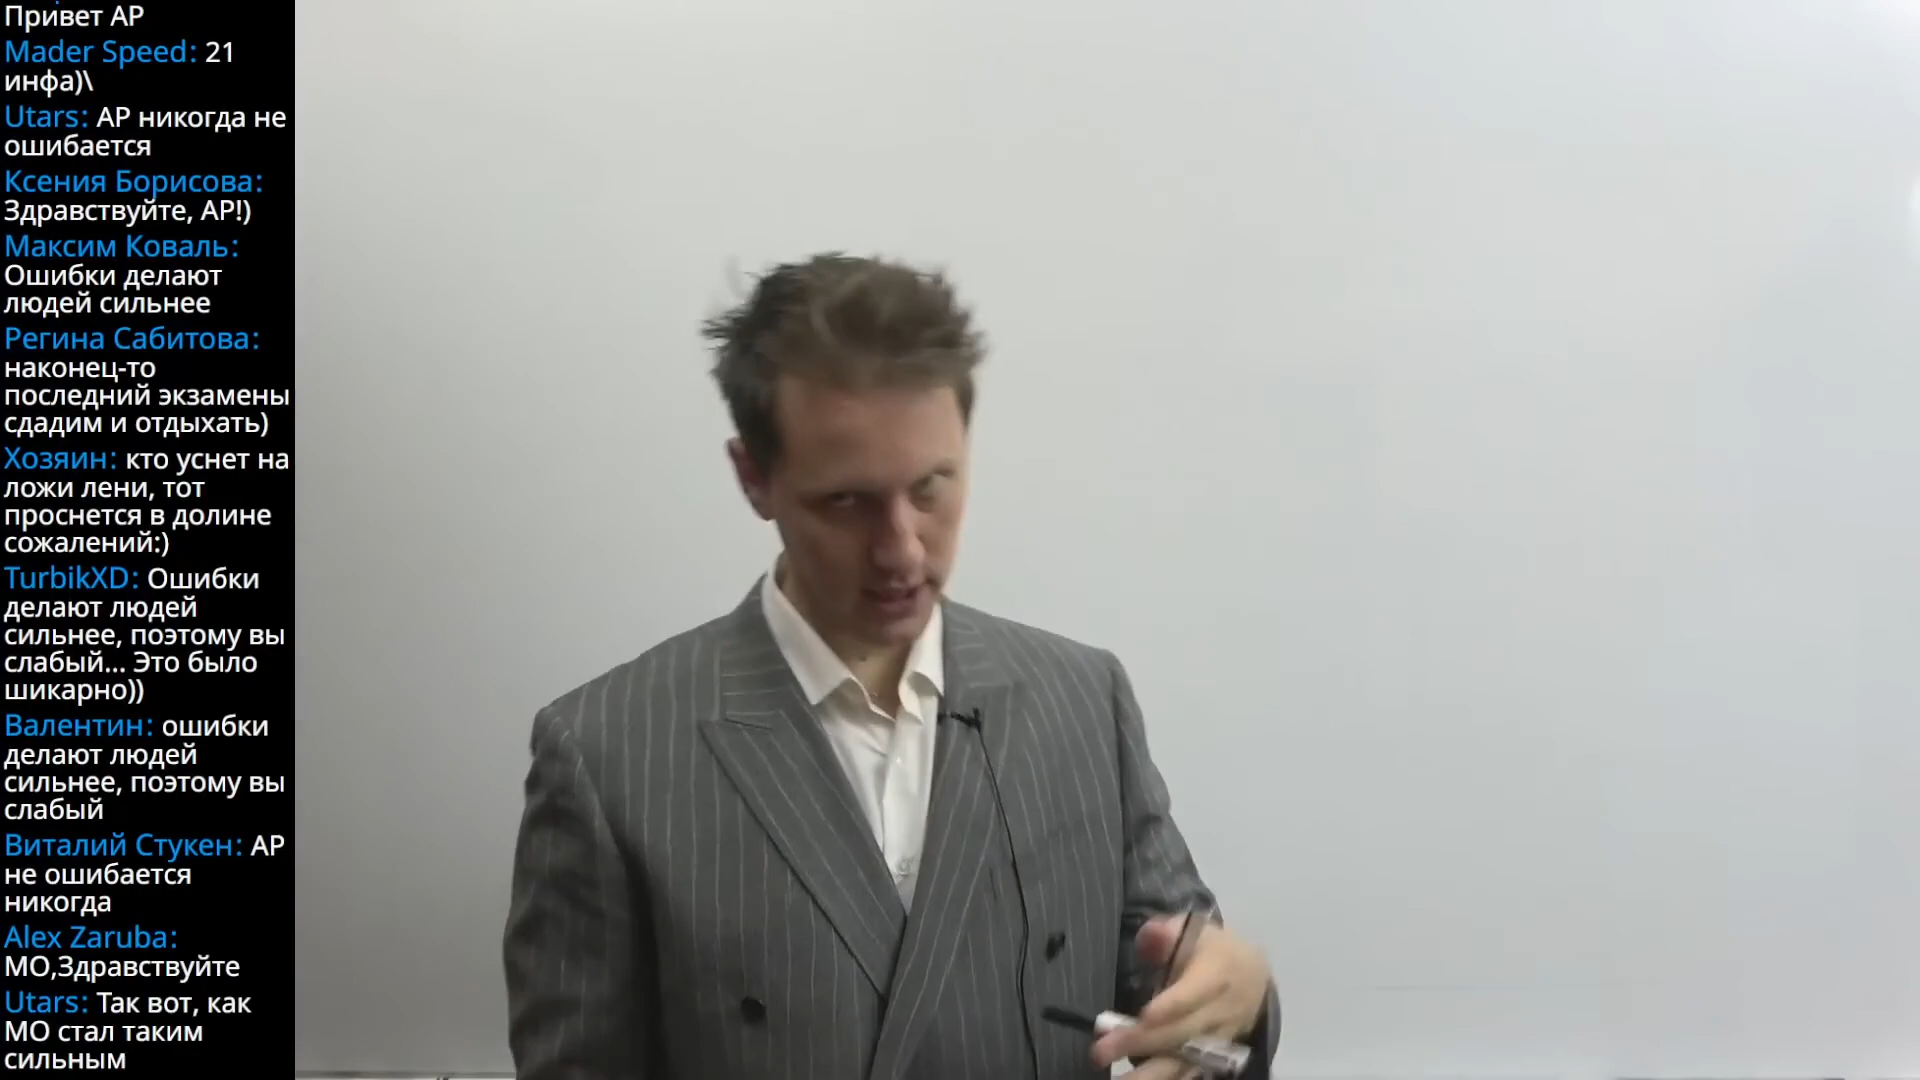 Привет АР
Mader Speed: 21
инфа)\
Utars: АР никогда не
ошибается
Ксения Борисова:
Здравствуйте, АР!)
Максим Коваль:
Ошибки делают
людей сильнее
Регина Сабитова:
наконец-то
последний экзамены
сдадим и отдыхать)
Хозяин: кто уснет на
ложи лени, тот
проснется в долине
сожалений:)
TurbikXD: Ошибки
делают людей
сильнее, поэтому вы
слабый... Это было
шикарно))
Валентин: ошибки
делают людей
сильнее, поэтому вы
слабый
Виталий Стукен: АР
не ошибается
никогда
Alex Zaruba:
МО,Здравствуйте
Utars: Так вот, как
МО стал таким
сильным